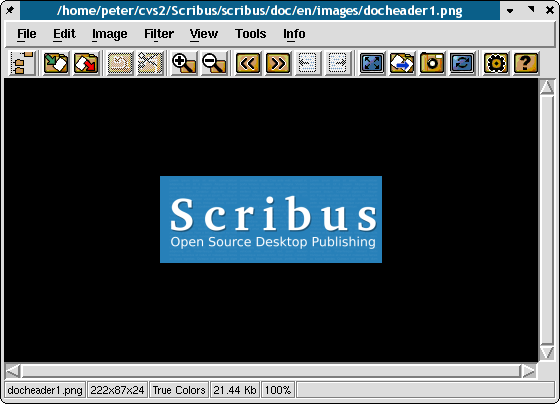 /home/peter/cvs2/Scribus/scribus/doc/en/images/docheader1.png
File Edit Image Filter View Tools Info
Scribus
Open Source Desktop Publishing
docheader1.png 222x87x24 True Colors 21.44 Kb 100%